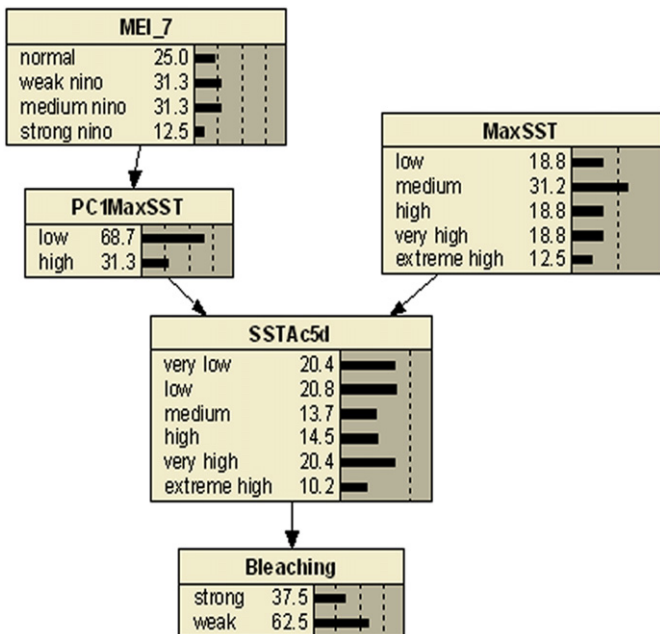 MEI_7
normal 25.0
weak nino 31.3
medium nino 31.3
strong nino 12.5
MaxSST
low 18.8
medium 31.2
high 18.8
very high 18.8
extreme high 12.5
PC1MaxSST
low 68.7
high 31.3
SSTAc5d
very low 20.4
low 20.8
medium 13.7
high 14.5
very high 20.4
extreme high 10.2
Bleaching
strong 37.5
weak 62.5